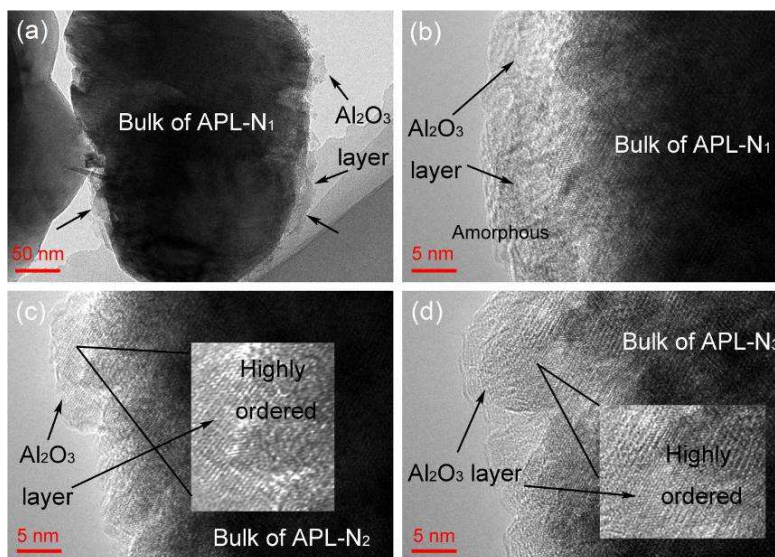 (a)
Bulk of APL-N₁
Al₂O₃
layer
50 nm
(b)
Al₂O₃
layer
Bulk of APL-N₁
Amorphous
5 nm
(c)
Highly
ordered
Al₂O₃
layer
Bulk of APL-N₂
5 nm
(d)
Bulk of APL-N₃
Highly
Al₂O₃ layer
ordered
5 nm